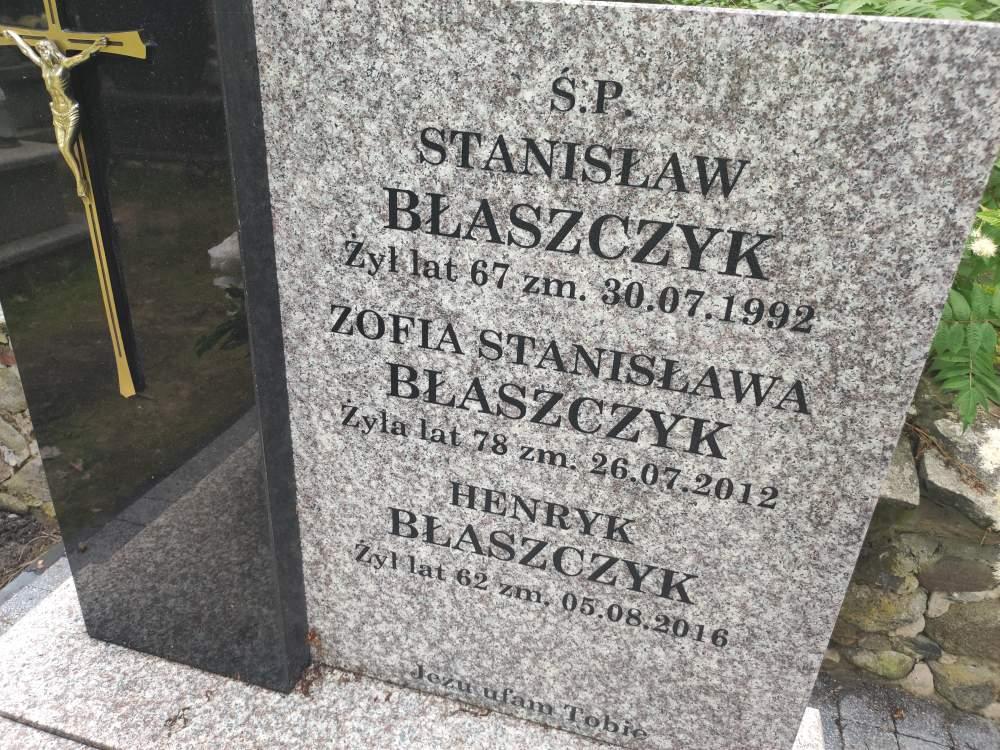 Ś.P.
STANISŁAW
BŁASZCZYK
Żył lat 67 zm. 30.07.1992
ZOFIA STANISŁAWA
BŁASZCZYK
Żyła lat 78 zm. 26.07.2012
HENRYK
BŁASZCZYK
Żył lat 62 zm. 05.08.2016
Jezu ufam Tobie